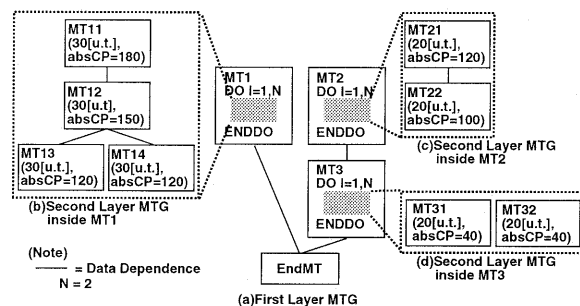 MT11
(30[u.t.],
absCP=180)
MT12
(30[u.t],
absCP=150)
MT13
(30[u.t.],
absCP=120)
MT14
(30[u.t.],
absCP=120)
(b)Second Layer MTG
inside MT1
MT1
DO I=1,N
ENDDO
MT2
DO I=1,N
ENDDO
MT21
(20[u.t.],
absCP=120)
MT22
(20[u.t.],
absCP=100)
(c)Second Layer MTG
inside MT2
MT3
DO I=1,N
ENDDO
MT31
(20[u.t.],
absCP=40)
MT32
(20[u.t.],
absCP=40)
(d)Second Layer MTG
inside MT3
EndMT
(Note)
= Data Dependence
N = 2
(a)First Layer MTG